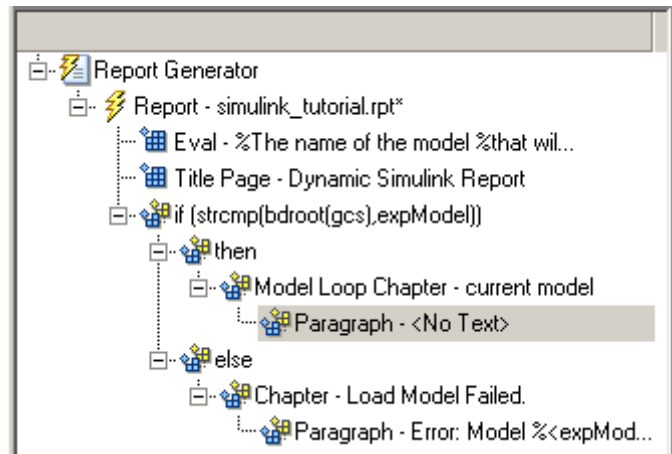 Report Generator
Report - simulink_tutorial.rpt*
Eval - %The name of the model %that wil...
Title Page - Dynamic Simulink Report
if (strcmp(bdroot(gcs),expModel))
then
Model Loop Chapter - current model
Paragraph - <No Text>
else
Chapter - Load Model Failed.
Paragraph - Error: Model %<expMod...